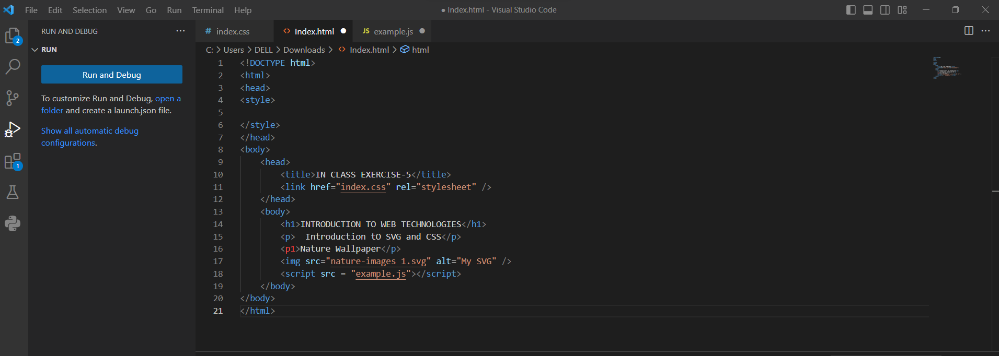 File Edit Selection View Go Run Terminal Help
● Index.html - Visual Studio Code
RUN AND DEBUG ···
index.css
Index.html
JS example.js
C: > Users > DELL > Downloads > Index.html > html
2
1
RUN
Run and Debug
To customize Run and Debug, open a
folder and create a launch.json file.
Show all automatic debug
configurations.
1 <!DOCTYPE html>
2 <html>
3 <head>
4 <style>
5
6 </style>
7 </head>
8 <body>
9 <head>
10 <title>IN CLASS EXERCISE-5</title>
11 <link href="index.css" rel="stylesheet" />
12 </head>
13 <body>
14 <h1>INTRODUCTION TO WEB TECHNOLOGIES</h1>
15 <p>  Introduction tO SVG and CSS</p>
16 <p1>Nature Wallpaper</p>
17 <img src="nature-images 1.svg" alt="My SVG" />
18 <script src = "example.js"></script>
19 </body>
20 </body>
21 </html>